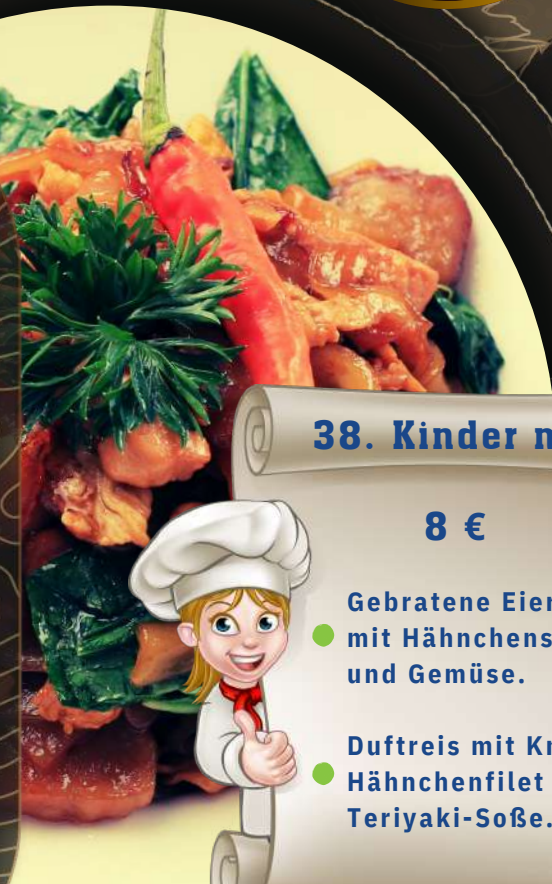 38. Kinder
8 €
Gebratene
mit
und Gemüse.
Duftreis mit
Hähnchenfilet
Teriyaki-Soße.